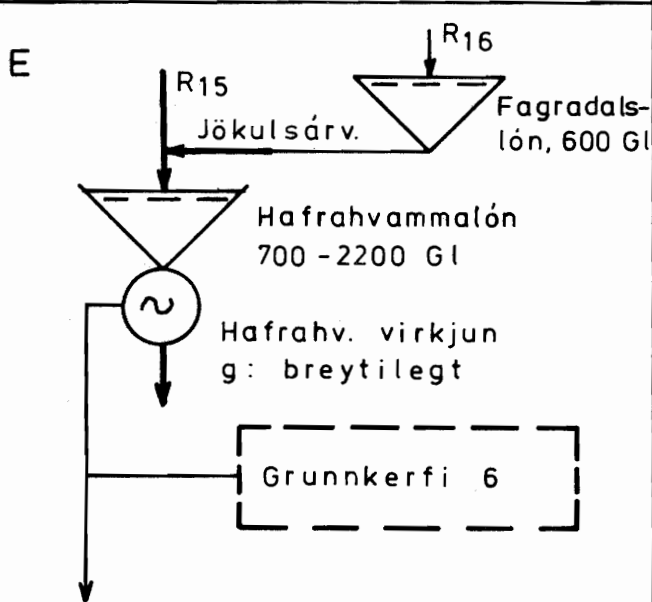 E
R15
R16
Jökulsárv.
Fagradals-
lón, 600 Gl
Hafrahvammalón
700 - 2200 Gl
~
Hafrahv. virkjun
g: breytilegt
Grunnkerfi 6